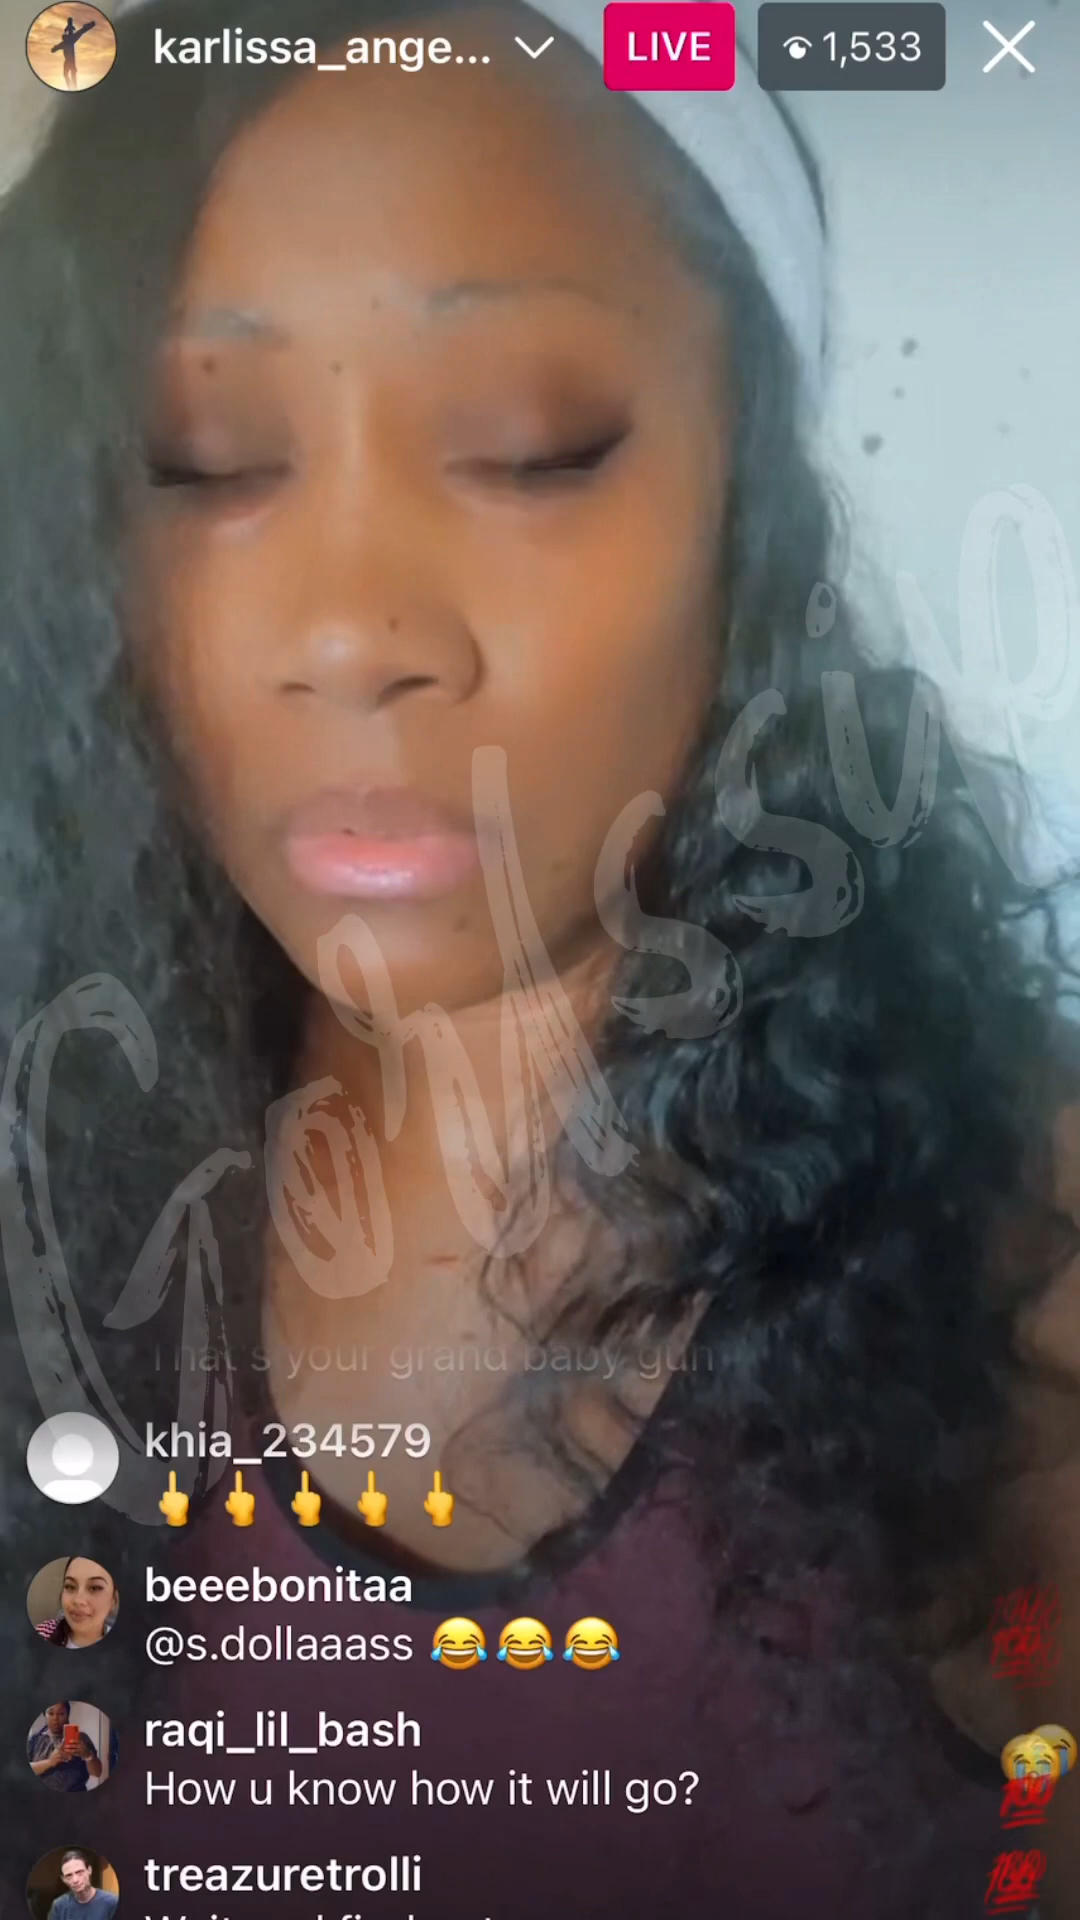 karlissa_ange...
LIVE
1,533
That's your grand baby gun
khia_234579
🖕🖕🖕🖕🖕
beeebonitaa
@s.dollaaass 😂😂😂
raqi_lil_bash
How u know how it will go?
treazuretrolli